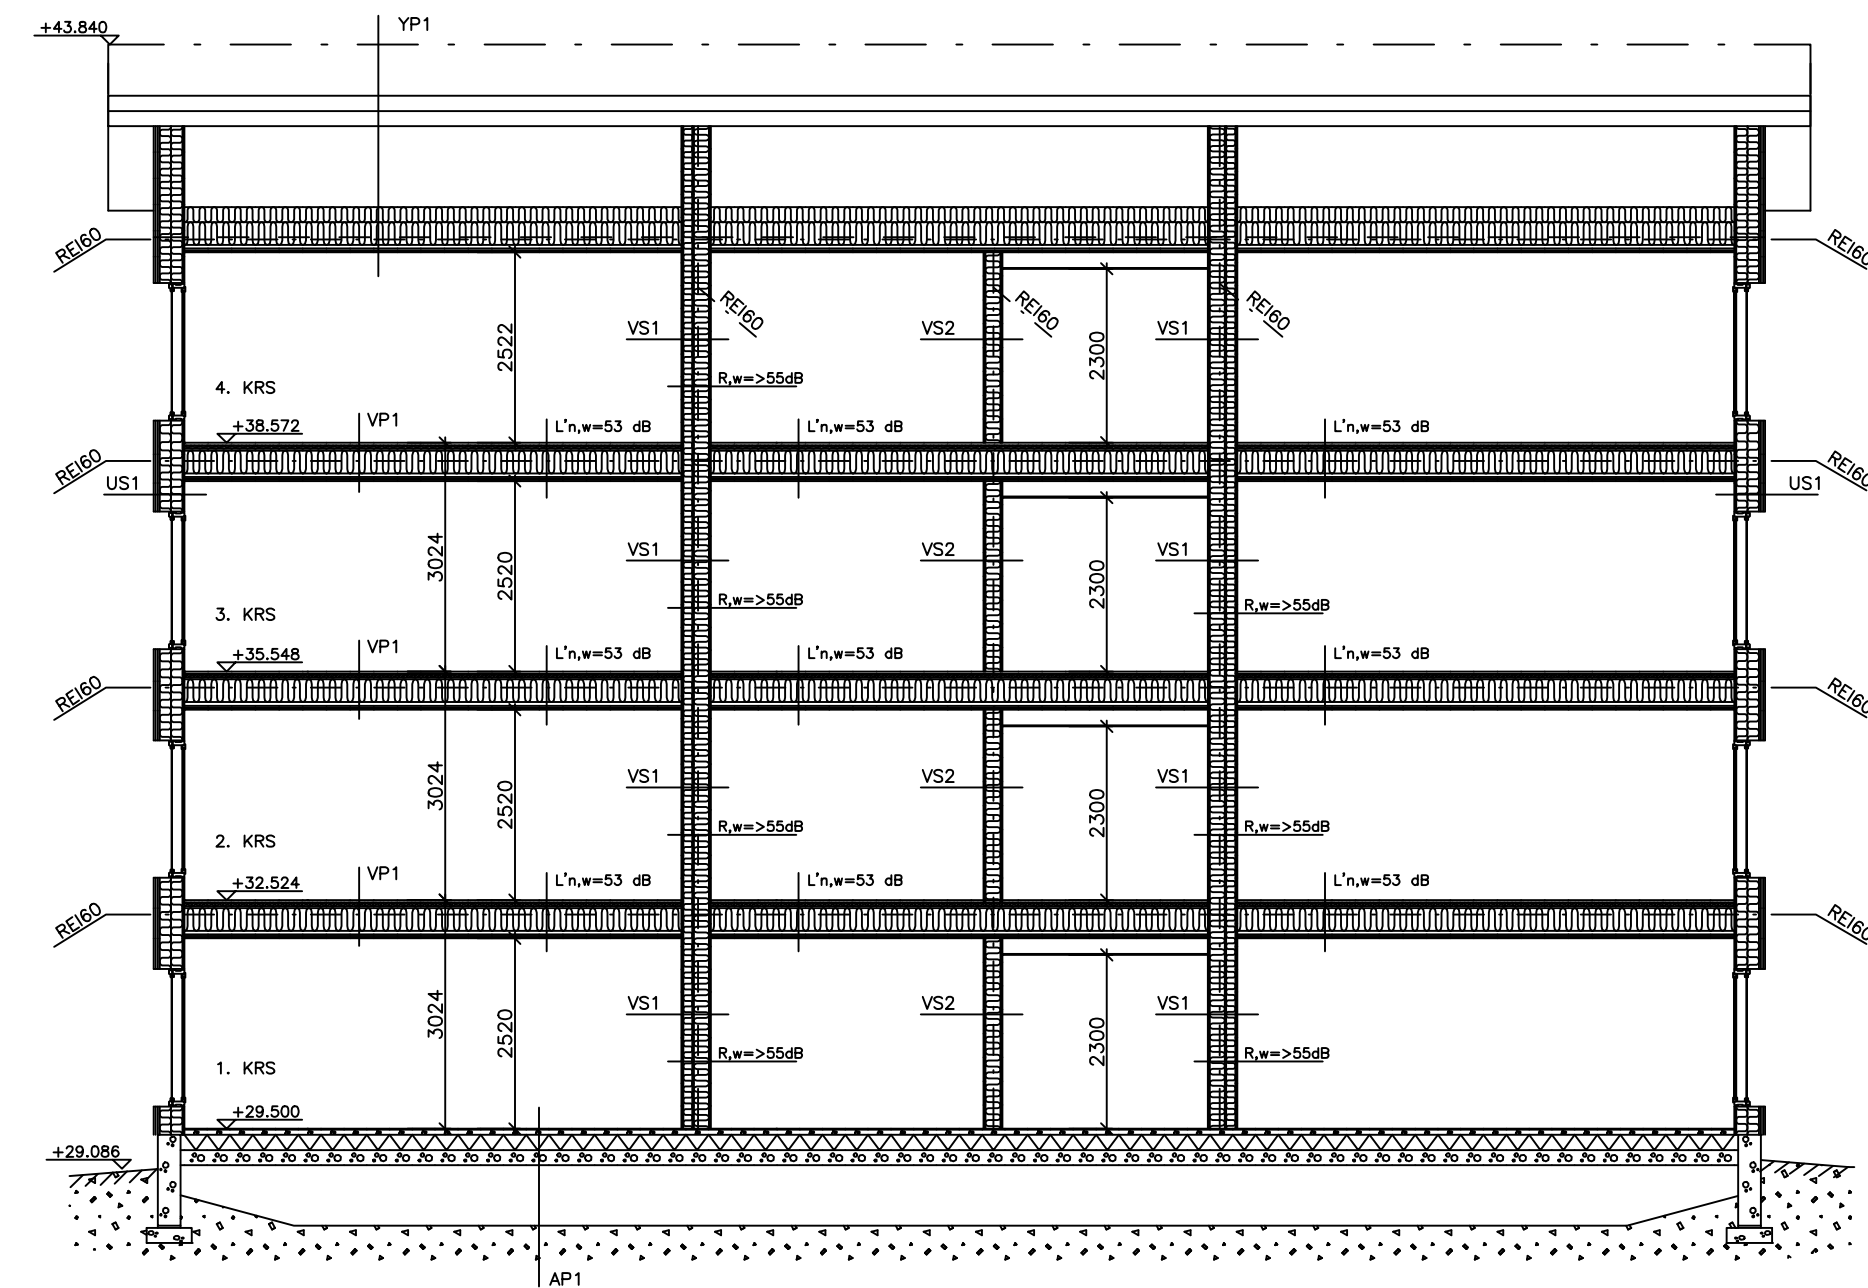 +43.840
YP1
REI60
REI60
REI60
REI60
REI60
VS1
VS2
VS1
2522
2300
R,w=>55dB
4. KRS
+38.572
VP1
L'n,w=53 dB
L'n,w=53 dB
L'n,w=53 dB
REI60
REI60
US1
US1
VS1
VS2
VS1
3024
2520
2300
R,w=>55dB
R,w=>55dB
3. KRS
+35.548
VP1
L'n,w=53 dB
L'n,w=53 dB
L'n,w=53 dB
REI60
REI60
VS1
VS2
VS1
3024
2520
2300
R,w=>55dB
R,w=>55dB
2. KRS
+32.524
VP1
L'n,w=53 dB
L'n,w=53 dB
L'n,w=53 dB
REI60
REI60
VS1
VS2
VS1
3024
2520
2300
R,w=>55dB
R,w=>55dB
1. KRS
+29.500
+29.086
AP1